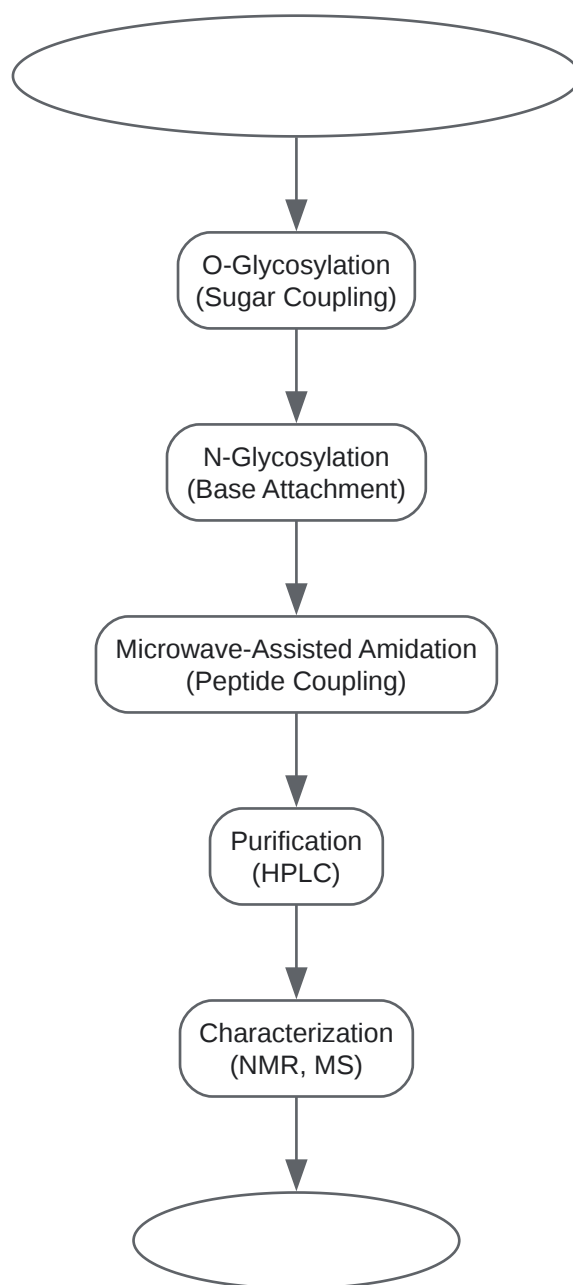 O-Glycosylation
(Sugar Coupling)
N-Glycosylation
(Base Attachment)
Microwave-Assisted Amidation
(Peptide Coupling)
Purification
(HPLC)
Characterization
(NMR, MS)